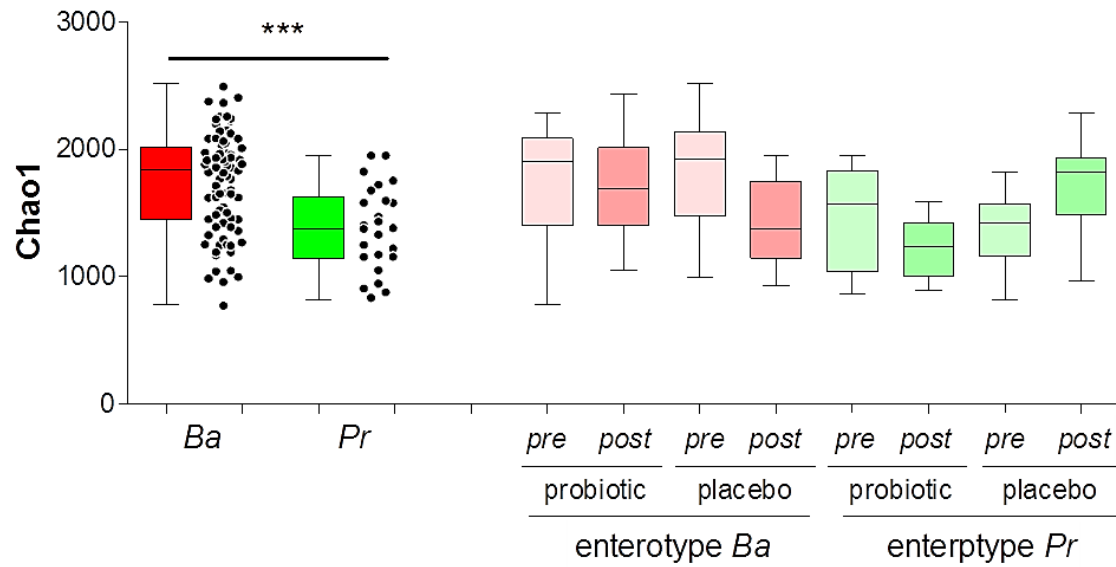 3000
***
2000
Chao1
1000
0
Ba Pr pre post pre post pre post pre post
probiotic placebo probiotic placebo
enterotype Ba enterptype Pr